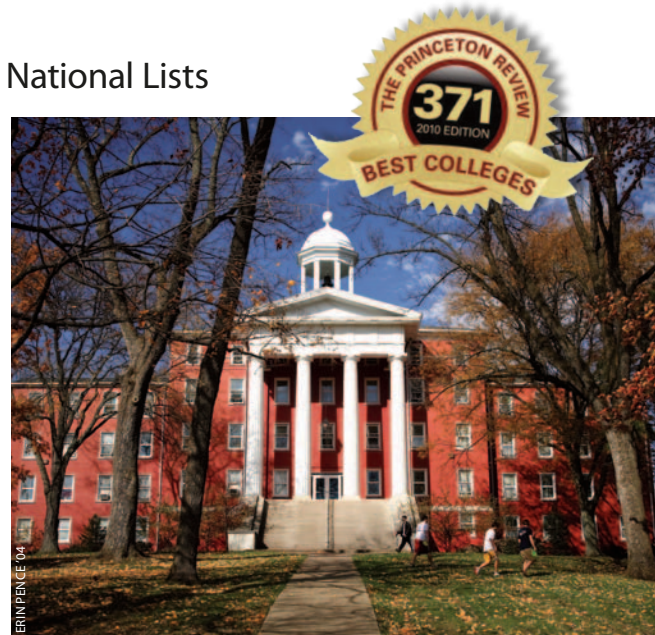 National Lists
THE PRINCETON REVIEW
371
2010 EDITION
BEST COLLEGES
ERIN PENCE '04